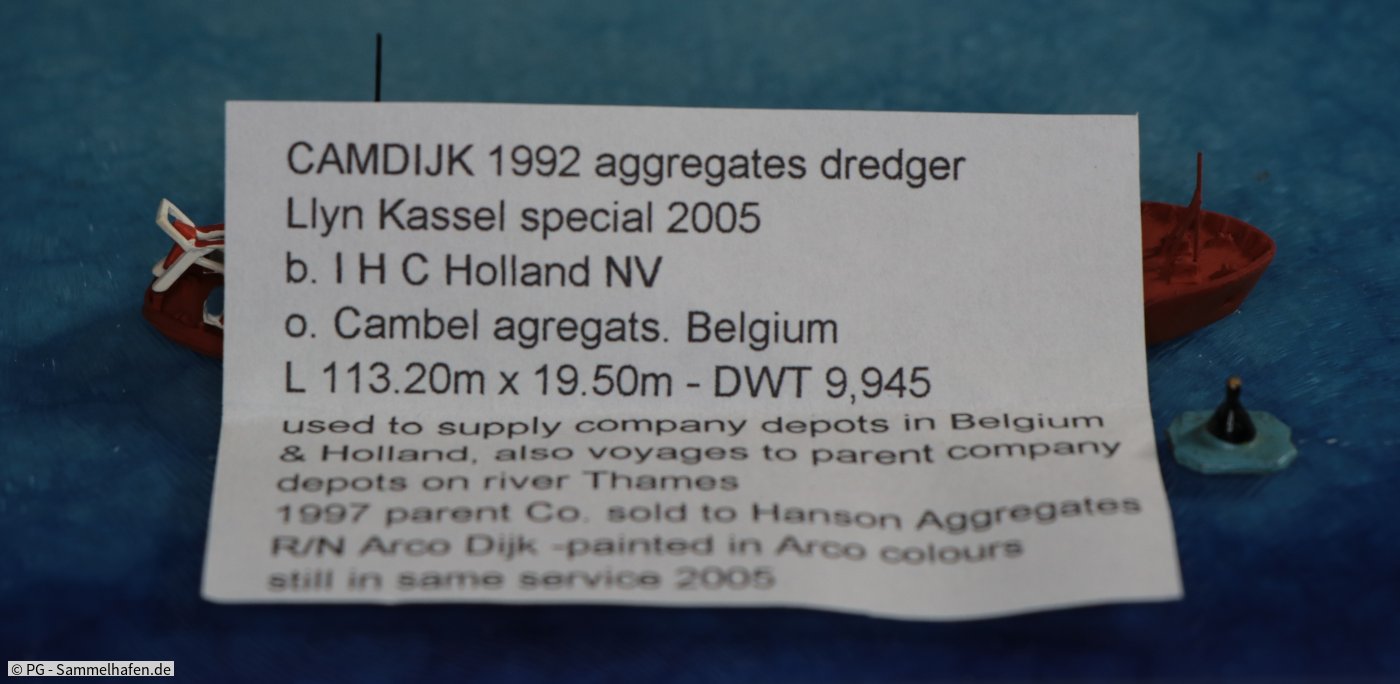 CAMDIJK 1992 aggregates dredger
Llyn Kassel special 2005
b. I H C Holland NV
o. Cambel agregats. Belgium
L 113.20m x 19.50m - DWT 9,945
used to supply company depots in Belgium
& Holland, also voyages to parent company
depots on river Thames
1997 parent Co. sold to Hanson Aggregates
R/N Arco Dijk -painted in Arco colours
still in same service 2005
© PG - Sammelhafen.de